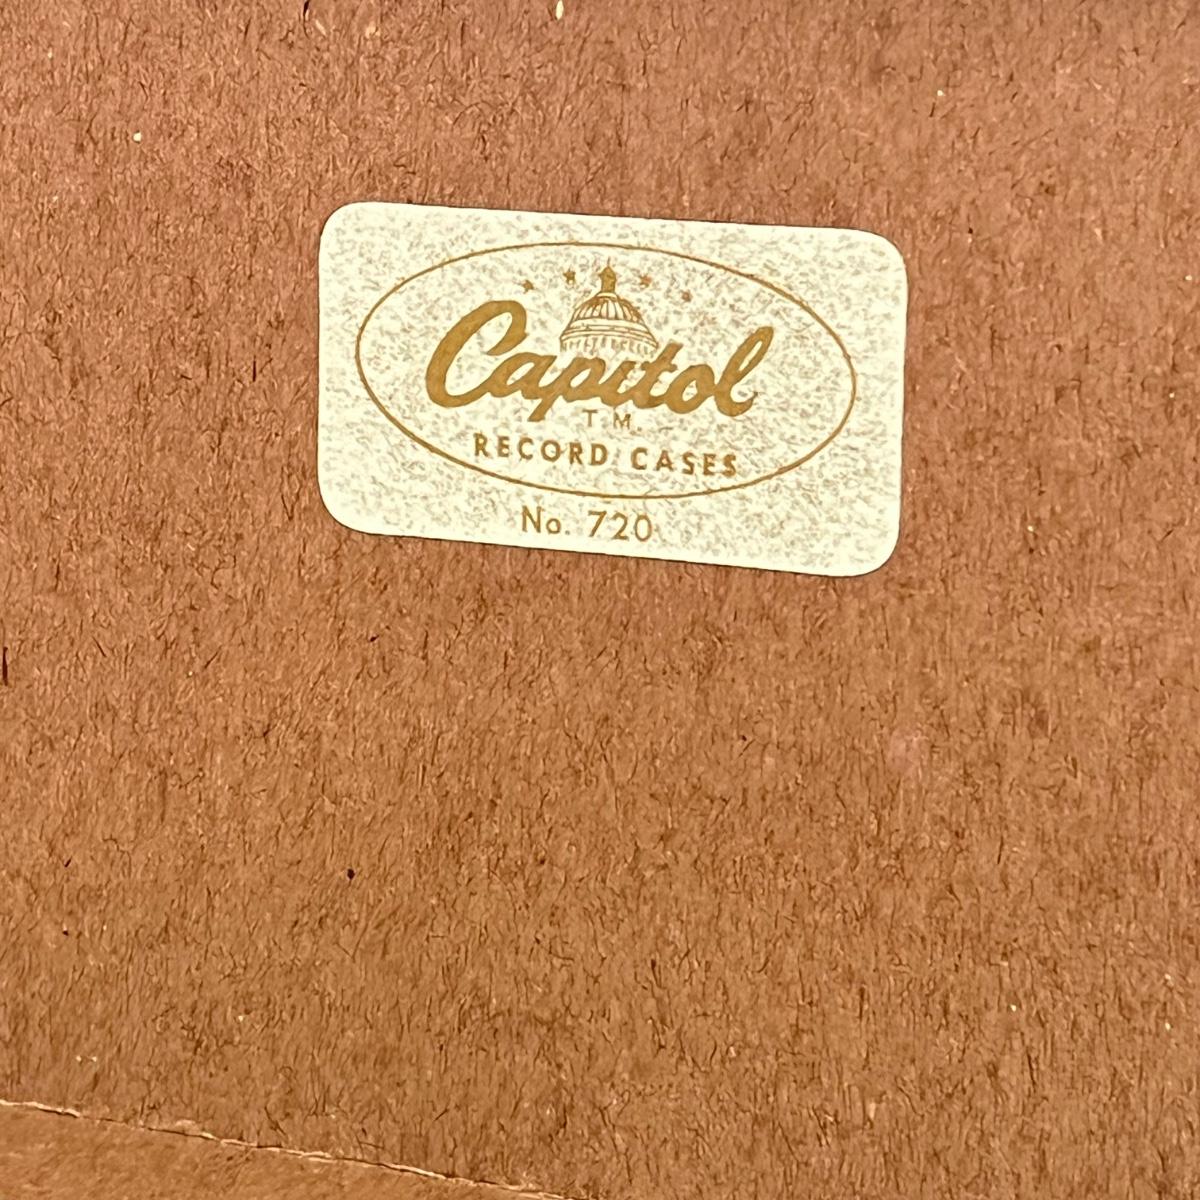 Capitol
T.M.
RECORD CASES
No. 720